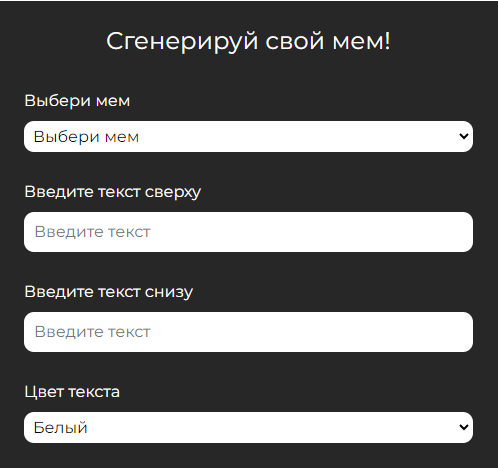 Сгенерируй свой мем!
Выбери мем
Выбери мем
Введите текст сверху
Введите текст
Введите текст снизу
Введите текст
Цвет текста
Белый